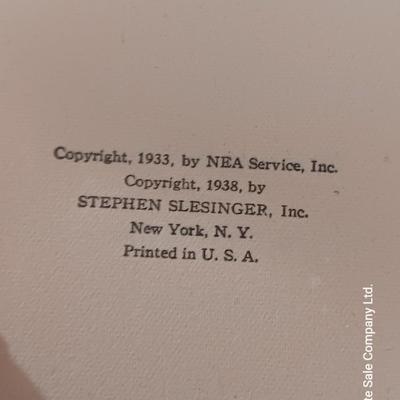 Copyright, 1933, by NEA Service, Inc.
Copyright, 1938, by
STEPHEN SLESINGER, Inc.
New York, N. Y.
Printed in U. S. A.
Sale Company Ltd.